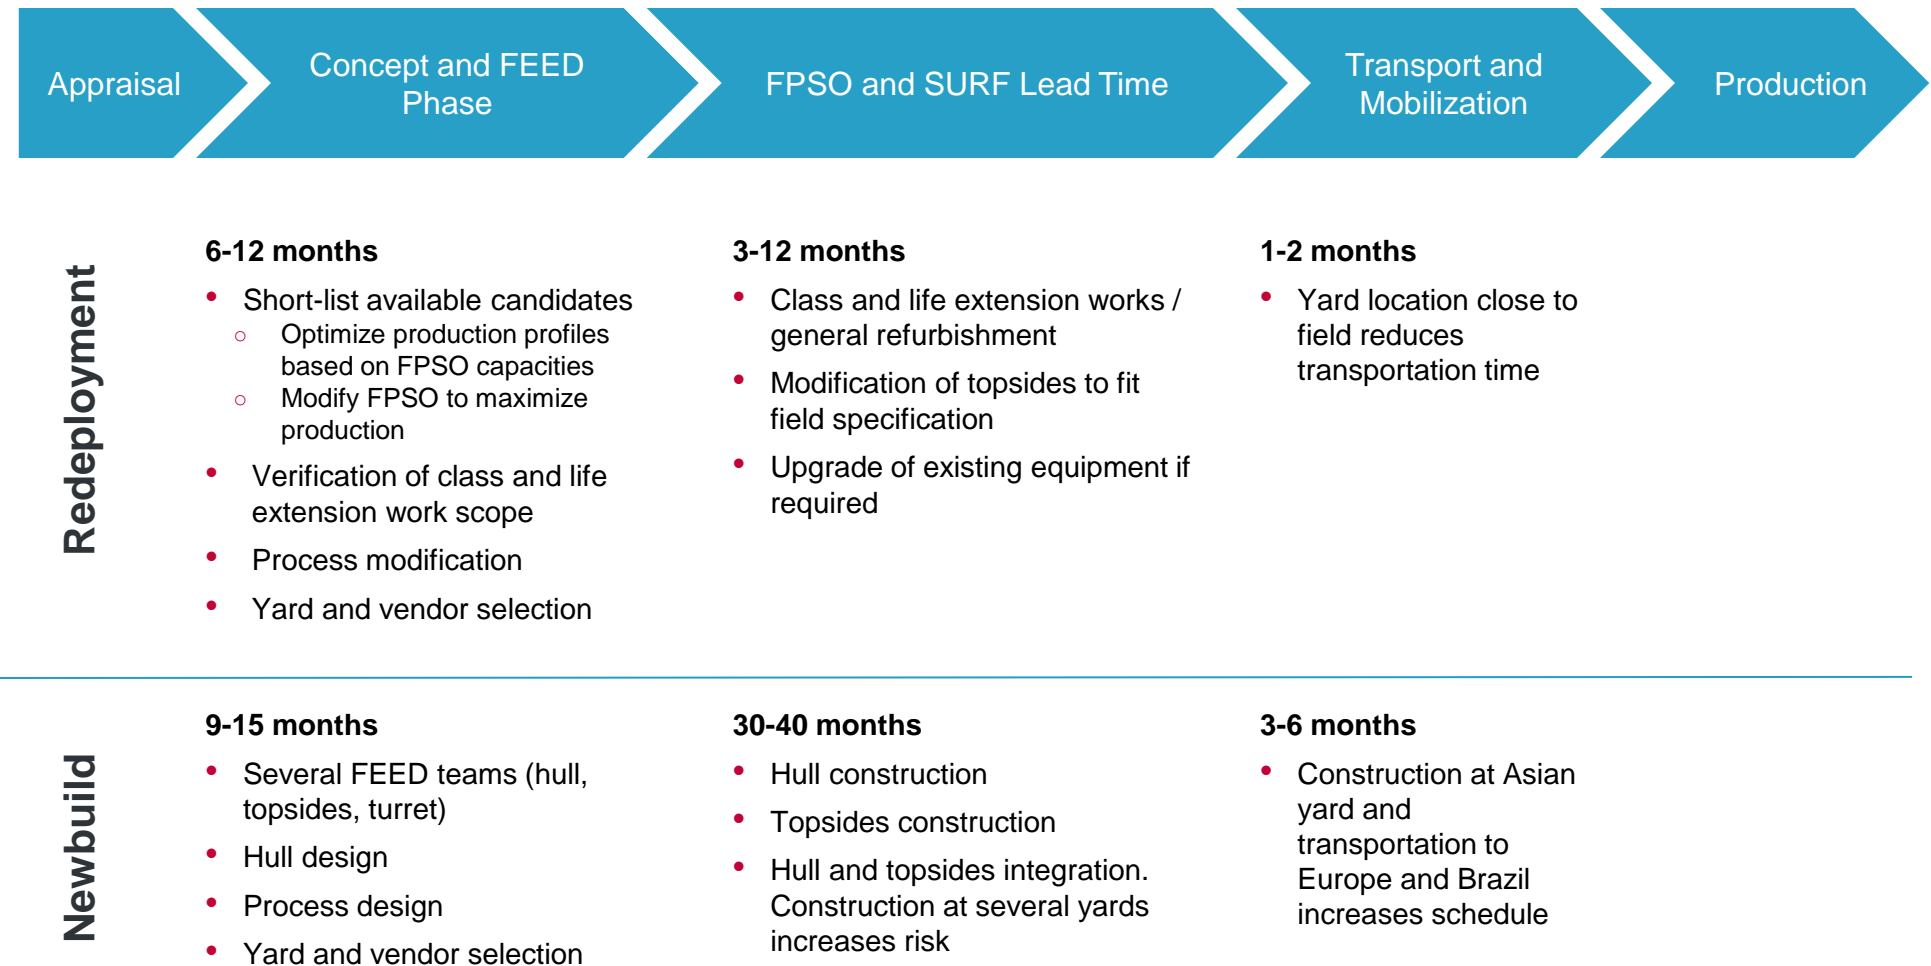 Appraisal
Concept and FEED
Phase
FPSO and SURF Lead Time
Transport and
Mobilization
Production
Redeployment
6-12 months
• Short-list available candidates
○ Optimize production profiles
based on FPSO capacities
○ Modify FPSO to maximize
production
• Verification of class and life
extension work scope
• Process modification
• Yard and vendor selection
3-12 months
• Class and life extension works /
general refurbishment
• Modification of topsides to fit
field specification
• Upgrade of existing equipment if
required
1-2 months
• Yard location close to
field reduces
transportation time
Newbuild
9-15 months
• Several FEED teams (hull,
topsides, turret)
• Hull design
• Process design
• Yard and vendor selection
30-40 months
• Hull construction
• Topsides construction
• Hull and topsides integration.
Construction at several yards
increases risk
3-6 months
• Construction at Asian
yard and
transportation to
Europe and Brazil
increases schedule